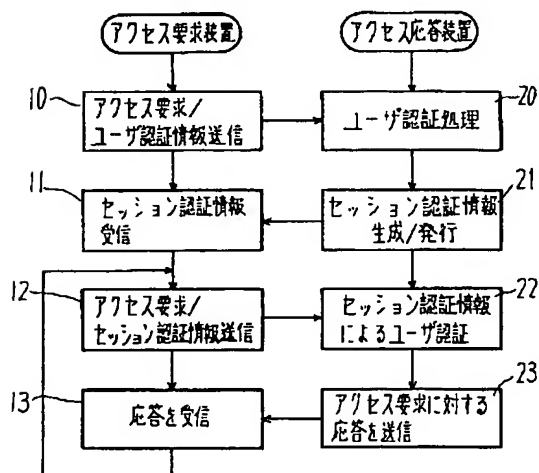 アクセス要求装置
アクセス応答装置
10
アクセス要求/
ユーザ認証情報送信
20
ユーザ認証処理
11
セッション認証情報
受信
21
セッション認証情報
生成/発行
12
アクセス要求/
セッション認証情報送信
22
セッション認証情報
によるユーザ認証
13
応答を受信
23
アクセス要求に対する
応答を送信